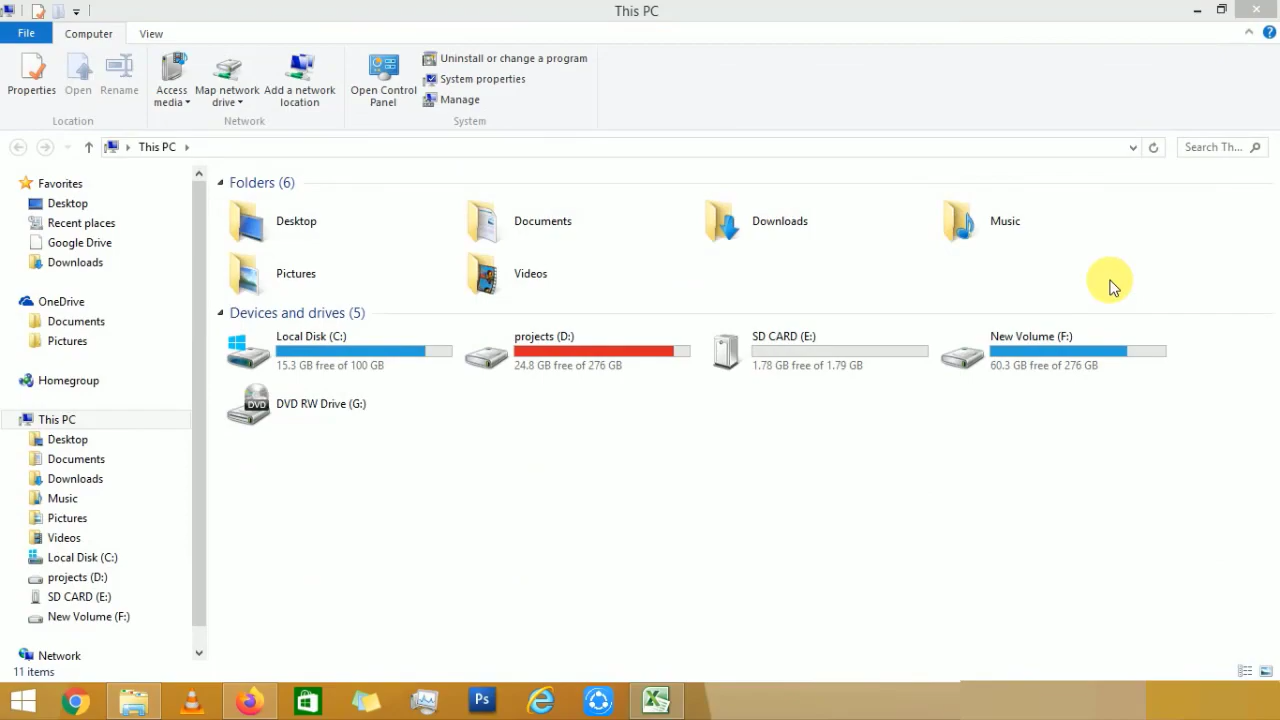 This PC
File
Computer
View
Properties
Open
Rename
Access media
Map network drive
Add a network location
Open Control Panel
Uninstall or change a program
System properties
Manage
Location
Network
System
This PC
Search Th...
Favorites
Desktop
Recent places
Google Drive
Downloads
OneDrive
Documents
Pictures
Homegroup
This PC
Desktop
Documents
Downloads
Music
Pictures
Videos
Local Disk (C:)
projects (D:)
SD CARD (E:)
New Volume (F:)
Network
Folders (6)
Desktop
Documents
Downloads
Music
Pictures
Videos
Devices and drives (5)
Local Disk (C:)
15.3 GB free of 100 GB
projects (D:)
24.8 GB free of 276 GB
SD CARD (E:)
1.78 GB free of 1.79 GB
New Volume (F:)
60.3 GB free of 276 GB
DVD
DVD RW Drive (G:)
11 items
Ps